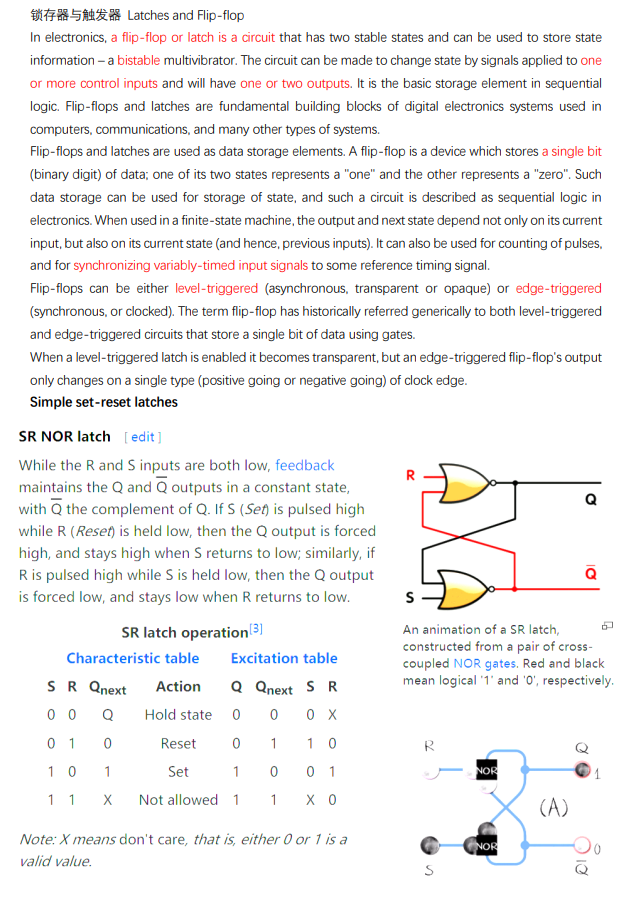 锁存器与触发器 Latches and Flip-flop
In electronics, a flip-flop or latch is a circuit that has two stable states and can be used to store state
information – a bistable multivibrator. The circuit can be made to change state by signals applied to one
or more control inputs and will have one or two outputs. It is the basic storage element in sequential
logic. Flip-flops and latches are fundamental building blocks of digital electronics systems used in
computers, communications, and many other types of systems.
Flip-flops and latches are used as data storage elements. A flip-flop is a device which stores a single bit
(binary digit) of data; one of its two states represents a "one" and the other represents a "zero". Such
data storage can be used for storage of state, and such a circuit is described as sequential logic in
electronics. When used in a finite-state machine, the output and next state depend not only on its current
input, but also on its current state (and hence, previous inputs). It can also be used for counting of pulses,
and for synchronizing variably-timed input signals to some reference timing signal.
Flip-flops can be either level-triggered (asynchronous, transparent or opaque) or edge-triggered
(synchronous, or clocked). The term flip-flop has historically referred generically to both level-triggered
and edge-triggered circuits that store a single bit of data using gates.
When a level-triggered latch is enabled it becomes transparent, but an edge-triggered flip-flop's output
only changes on a single type (positive going or negative going) of clock edge.
Simple set-reset latches
SR NOR latch [ edit ]
While the R and S inputs are both low, feedback
maintains the Q and Q̅ outputs in a constant state,
with Q̅ the complement of Q. If S (Set) is pulsed high
while R (Reset) is held low, then the Q output is forced
high, and stays high when S returns to low; similarly, if
R is pulsed high while S is held low, then the Q output
is forced low, and stays low when R returns to low.
SR latch operation[3]
Characteristic table Excitation table
S R Qnext Action Q Qnext S R
0 0 Q Hold state 0 0 0 X
0 1 0 Reset 0 1 1 0
1 0 1 Set 1 0 0 1
1 1 X Not allowed 1 1 X 0
Note: X means don't care, that is, either 0 or 1 is a
valid value.
R
Q
Q̅
S
An animation of a SR latch,
constructed from a pair of cross-
coupled NOR gates. Red and black
mean logical '1' and '0', respectively.
R Q
NOR 1
(A)
NOR 0
S Q̅